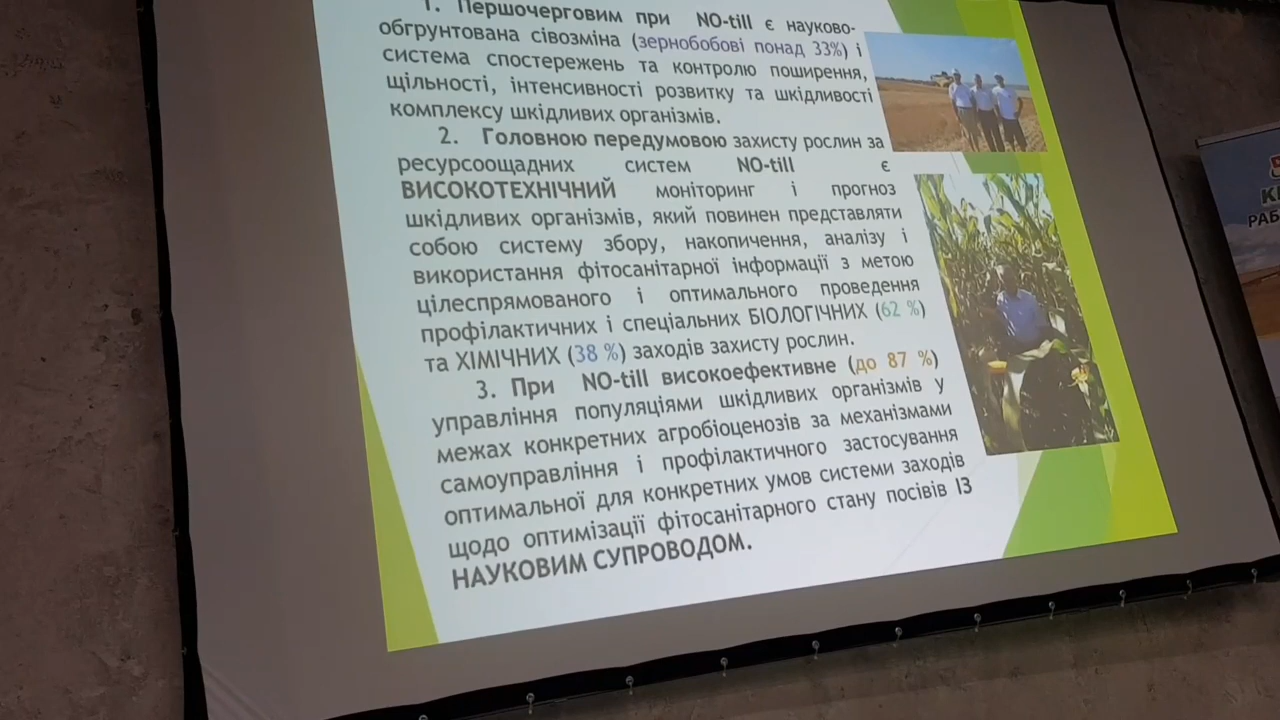 1. Першочерговим при NO-till є науково-
обгрунтована сівозміна (зернобобові понад 33%) і
система спостережень та контролю поширення,
щільності, інтенсивності розвитку та шкідливості
комплексу шкідливих організмів.
2. Головною передумовою захисту рослин за
ресурсоощадних систем NO-till є
ВИСОКОТЕХНІЧНИЙ моніторинг і прогноз
шкідливих організмів, який повинен представляти
собою систему збору, накопичення, аналізу і
використання фітосанітарної інформації з метою
цілеспрямованого і оптимального проведення
профілактичних і спеціальних БІОЛОГІЧНИХ (62 %)
та ХІМІЧНИХ (38 %) заходів захисту рослин.
3. При NO-till високоефективне (до 87 %)
управління популяціями шкідливих організмів у
межах конкретних агробіоценозів за механізмами
самоуправління і профілактичного застосування
оптимальної для конкретних умов системи заходів
щодо оптимізації фітосанітарного стану посівів ІЗ
НАУКОВИМ СУПРОВОДОМ.